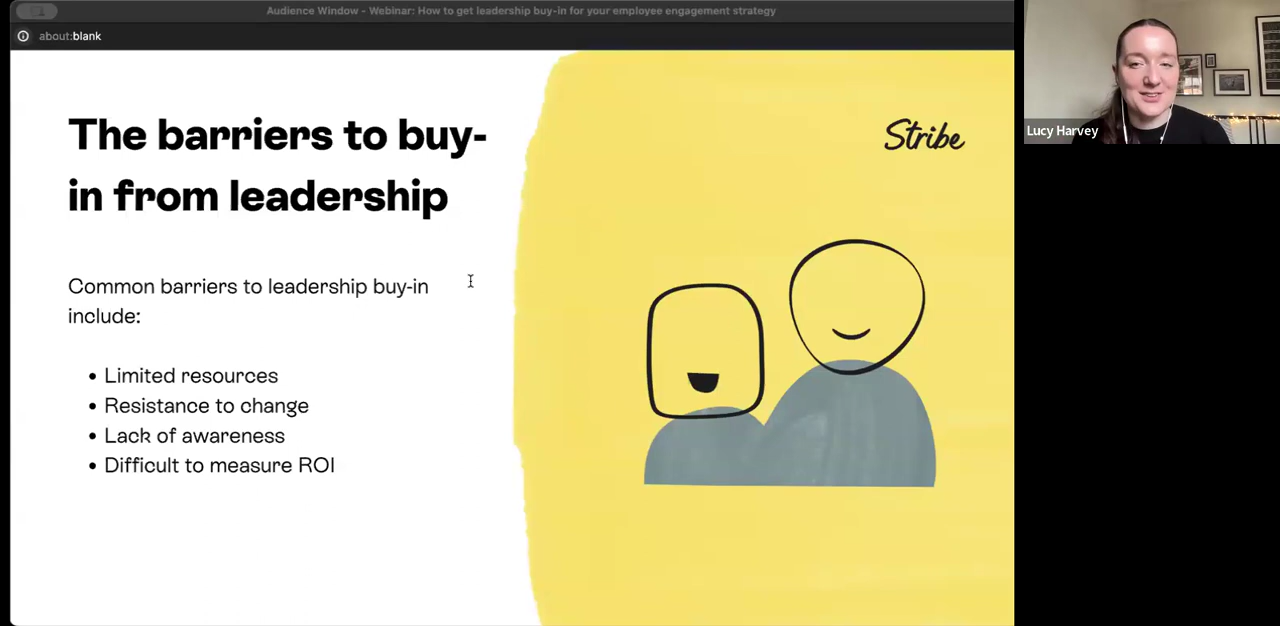 Audience Window - Webinar: How to get leadership buy-in for your employee engagement strategy
about:blank
The barriers to buy-
in from leadership
Stribe
Common barriers to leadership buy-in
include:
• Limited resources
• Resistance to change
• Lack of awareness
• Difficult to measure ROI
Lucy Harvey